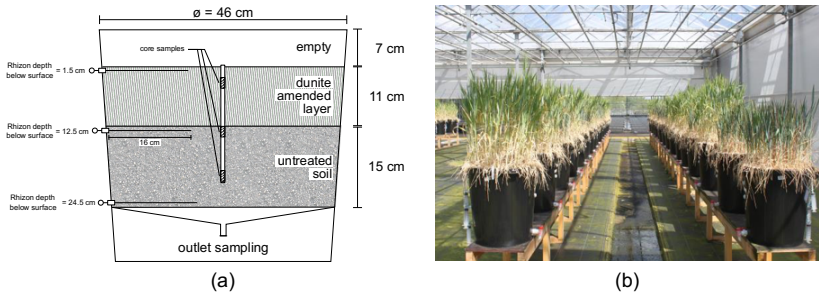 ø = 46 cm
empty
7 cm
core samples
Rhizon depth
below surface
= 1.5 cm
dunite
amended
layer
11 cm
Rhizon depth
below surface
= 12.5 cm
16 cm
untreated
soil
15 cm
Rhizon depth
below surface
= 24.5 cm
outlet sampling
(a)
(b)